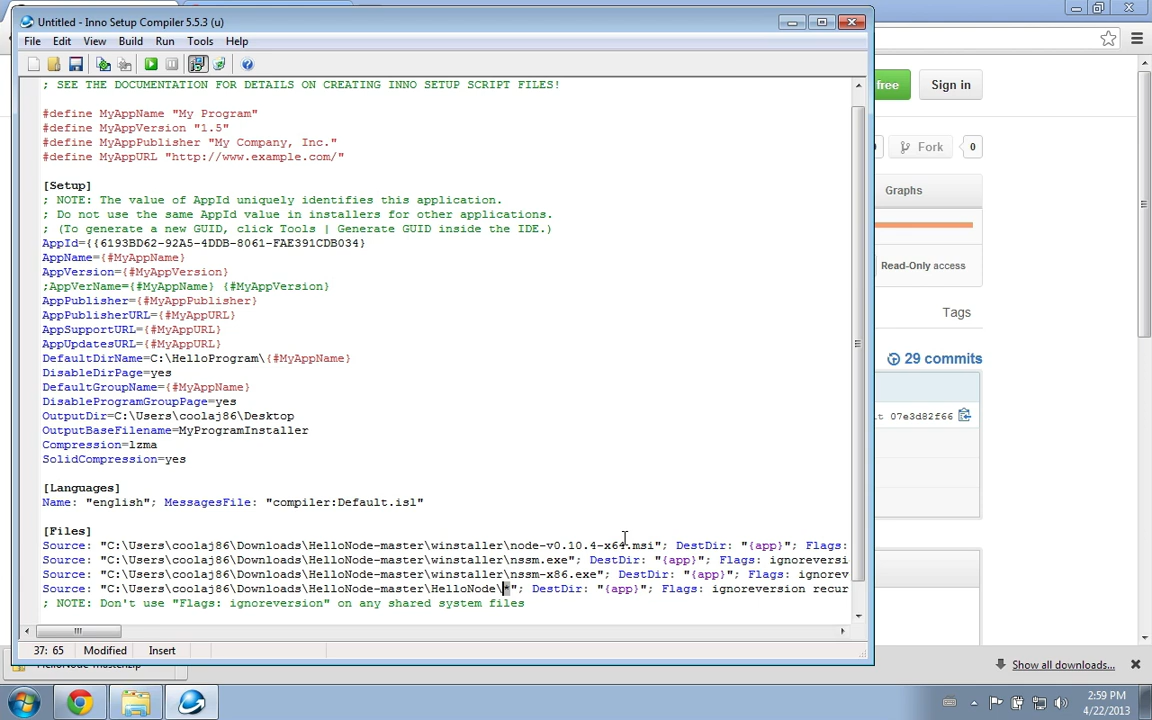 Untitled - Inno Setup Compiler 5.5.3 (u)
File Edit View Build Run Tools Help
; SEE THE DOCUMENTATION FOR DETAILS ON CREATING INNO SETUP SCRIPT FILES!
#define MyAppName "My Program"
#define MyAppVersion "1.5"
#define MyAppPublisher "My Company, Inc."
#define MyAppURL "http://www.example.com/"
[Setup]
; NOTE: The value of AppId uniquely identifies this application.
; Do not use the same AppId value in installers for other applications.
; (To generate a new GUID, click Tools | Generate GUID inside the IDE.)
AppId={{6193BD62-92A5-4DDB-8061-FAE391CDB034}
AppName={#MyAppName}
AppVersion={#MyAppVersion}
;AppVerName={#MyAppName} {#MyAppVersion}
AppPublisher={#MyAppPublisher}
AppPublisherURL={#MyAppURL}
AppSupportURL={#MyAppURL}
AppUpdatesURL={#MyAppURL}
DefaultDirName=C:\HelloProgram\{#MyAppName}
DisableDirPage=yes
DefaultGroupName={#MyAppName}
DisableProgramGroupPage=yes
OutputDir=C:\Users\coolaj86\Desktop
OutputBaseFilename=MyProgramInstaller
Compression=lzma
SolidCompression=yes
[Languages]
Name: "english"; MessagesFile: "compiler:Default.isl"
[Files]
Source: "C:\Users\coolaj86\Downloads\HelloNode-master\winstaller\node-v0.10.4-x64.msi"; DestDir: "{app}"; Flags:
Source: "C:\Users\coolaj86\Downloads\HelloNode-master\winstaller\nssm.exe"; DestDir: "{app}"; Flags: ignoreversi
Source: "C:\Users\coolaj86\Downloads\HelloNode-master\winstaller\nssm-x86.exe"; DestDir: "{app}"; Flags: ignorev
Source: "C:\Users\coolaj86\Downloads\HelloNode-master\HelloNode\*"; DestDir: "{app}"; Flags: ignoreversion recur
; NOTE: Don't use "Flags: ignoreversion" on any shared system files
37: 65 Modified Insert
free Sign in
Fork 0
Graphs
Read-Only access
Tags
29 commits
07e3d82f66
Show all downloads...
2:59 PM
4/22/2013